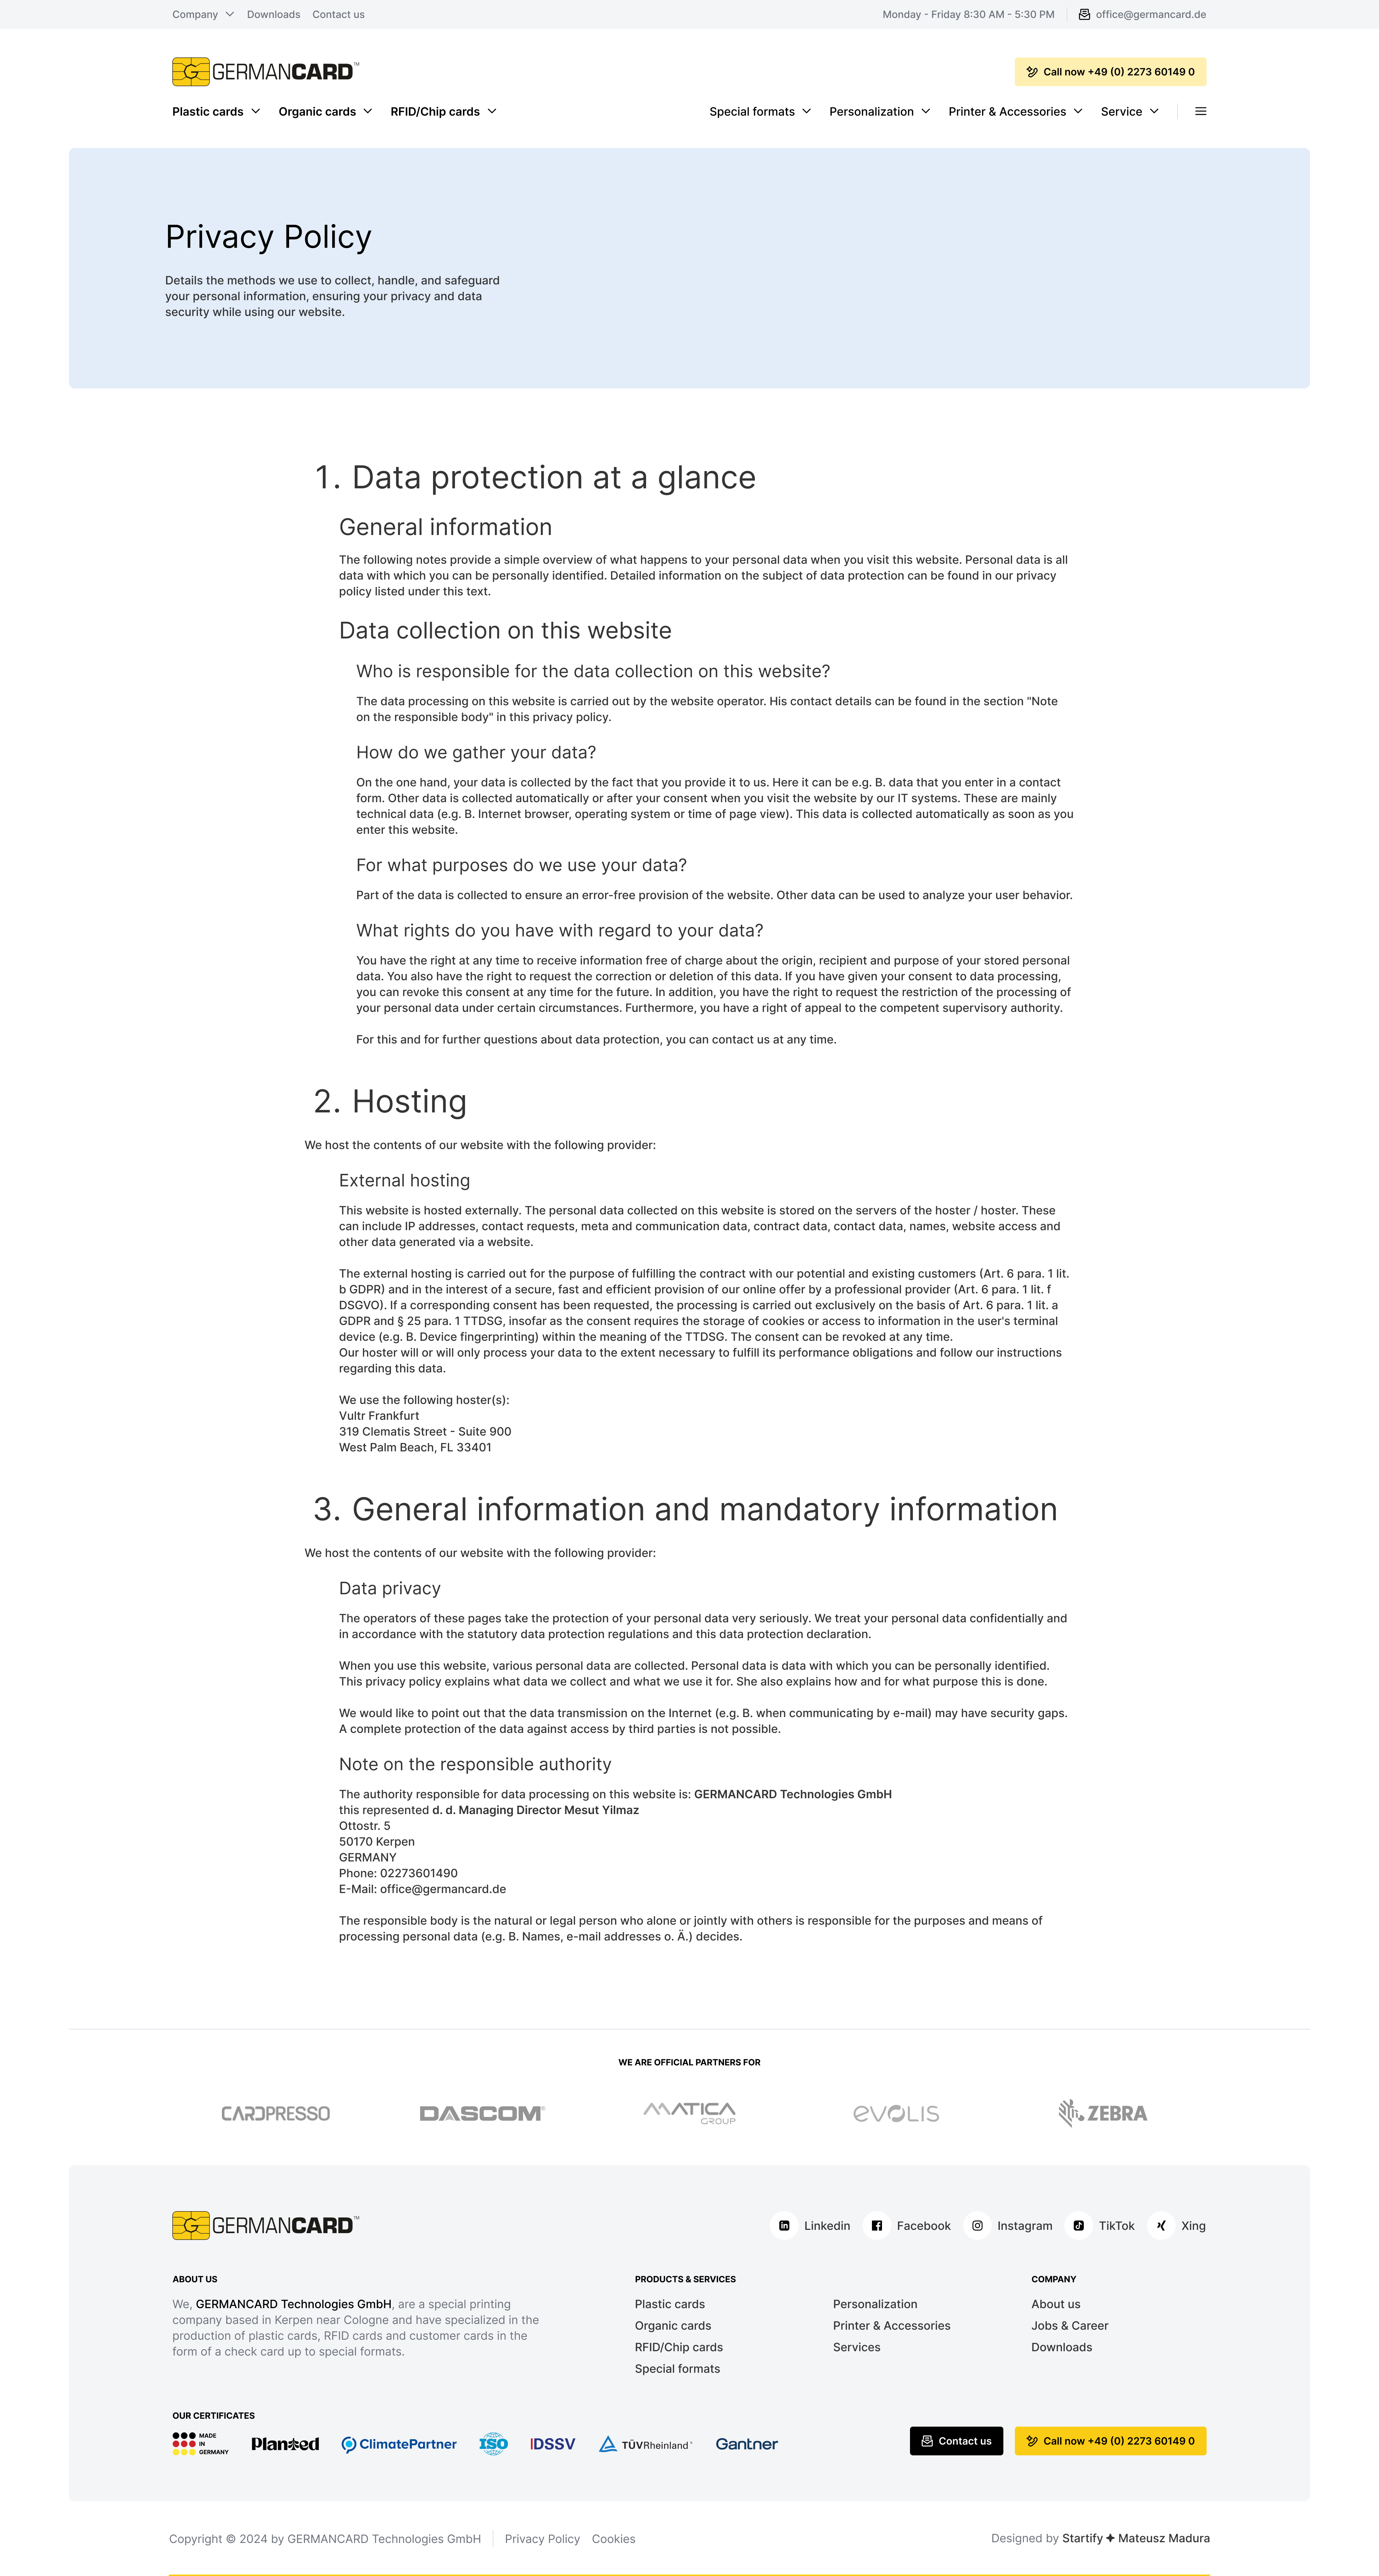 Company Downloads Contact us Monday - Friday 8:30 AM - 5:30 PM office@germancard.de
GERMANCARD™ Call now +49 (0) 2273 60149 0
Plastic cards Organic cards RFID/Chip cards Special formats Personalization Printer & Accessories Service
Privacy Policy
Details the methods we use to collect, handle, and safeguard
your personal information, ensuring your privacy and data
security while using our website.
1. Data protection at a glance
General information
The following notes provide a simple overview of what happens to your personal data when you visit this website. Personal data is all
data with which you can be personally identified. Detailed information on the subject of data protection can be found in our privacy
policy listed under this text.
Data collection on this website
Who is responsible for the data collection on this website?
The data processing on this website is carried out by the website operator. His contact details can be found in the section "Note
on the responsible body" in this privacy policy.
How do we gather your data?
On the one hand, your data is collected by the fact that you provide it to us. Here it can be e.g. B. data that you enter in a contact
form. Other data is collected automatically or after your consent when you visit the website by our IT systems. These are mainly
technical data (e.g. B. Internet browser, operating system or time of page view). This data is collected automatically as soon as you
enter this website.
For what purposes do we use your data?
Part of the data is collected to ensure an error-free provision of the website. Other data can be used to analyze your user behavior.
What rights do you have with regard to your data?
You have the right at any time to receive information free of charge about the origin, recipient and purpose of your stored personal
data. You also have the right to request the correction or deletion of this data. If you have given your consent to data processing,
you can revoke this consent at any time for the future. In addition, you have the right to request the restriction of the processing of
your personal data under certain circumstances. Furthermore, you have a right of appeal to the competent supervisory authority.
For this and for further questions about data protection, you can contact us at any time.
2. Hosting
We host the contents of our website with the following provider:
External hosting
This website is hosted externally. The personal data collected on this website is stored on the servers of the hoster / hoster. These
can include IP addresses, contact requests, meta and communication data, contract data, contact data, names, website access and
other data generated via a website.
The external hosting is carried out for the purpose of fulfilling the contract with our potential and existing customers (Art. 6 para. 1 lit.
b GDPR) and in the interest of a secure, fast and efficient provision of our online offer by a professional provider (Art. 6 para. 1 lit. f
DSGVO). If a corresponding consent has been requested, the processing is carried out exclusively on the basis of Art. 6 para. 1 lit. a
GDPR and § 25 para. 1 TTDSG, insofar as the consent requires the storage of cookies or access to information in the user's terminal
device (e.g. B. Device fingerprinting) within the meaning of the TTDSG. The consent can be revoked at any time.
Our hoster will or will only process your data to the extent necessary to fulfill its performance obligations and follow our instructions
regarding this data.
We use the following hoster(s):
Vultr Frankfurt
319 Clematis Street - Suite 900
West Palm Beach, FL 33401
3. General information and mandatory information
We host the contents of our website with the following provider:
Data privacy
The operators of these pages take the protection of your personal data very seriously. We treat your personal data confidentially and
in accordance with the statutory data protection regulations and this data protection declaration.
When you use this website, various personal data are collected. Personal data is data with which you can be personally identified.
This privacy policy explains what data we collect and what we use it for. She also explains how and for what purpose this is done.
We would like to point out that the data transmission on the Internet (e.g. B. when communicating by e-mail) may have security gaps.
A complete protection of the data against access by third parties is not possible.
Note on the responsible authority
The authority responsible for data processing on this website is: GERMANCARD Technologies GmbH
this represented d. d. Managing Director Mesut Yilmaz
Ottostr. 5
50170 Kerpen
GERMANY
Phone: 02273601490
E-Mail: office@germancard.de
The responsible body is the natural or legal person who alone or jointly with others is responsible for the purposes and means of
processing personal data (e.g. B. Names, e-mail addresses o. Ä.) decides.
WE ARE OFFICIAL PARTNERS FOR
CARDPRESSO DASCOM® MATICA GROUP evolis ZEBRA
GERMANCARD™ Linkedin Facebook Instagram TikTok Xing
ABOUT US
We, GERMANCARD Technologies GmbH, are a special printing
company based in Kerpen near Cologne and have specialized in the
production of plastic cards, RFID cards and customer cards in the
form of a check card up to special formats.
PRODUCTS & SERVICES
Plastic cards
Organic cards
RFID/Chip cards
Special formats
Personalization
Printer & Accessories
Services
COMPANY
About us
Jobs & Career
Downloads
OUR CERTIFICATES
MADE
IN
GERMANY
Planted ClimatePartner ISO IDSSV TÜVRheinland® Gantner
Contact us Call now +49 (0) 2273 60149 0
Copyright © 2024 by GERMANCARD Technologies GmbH Privacy Policy Cookies Designed by Startify Mateusz Madura